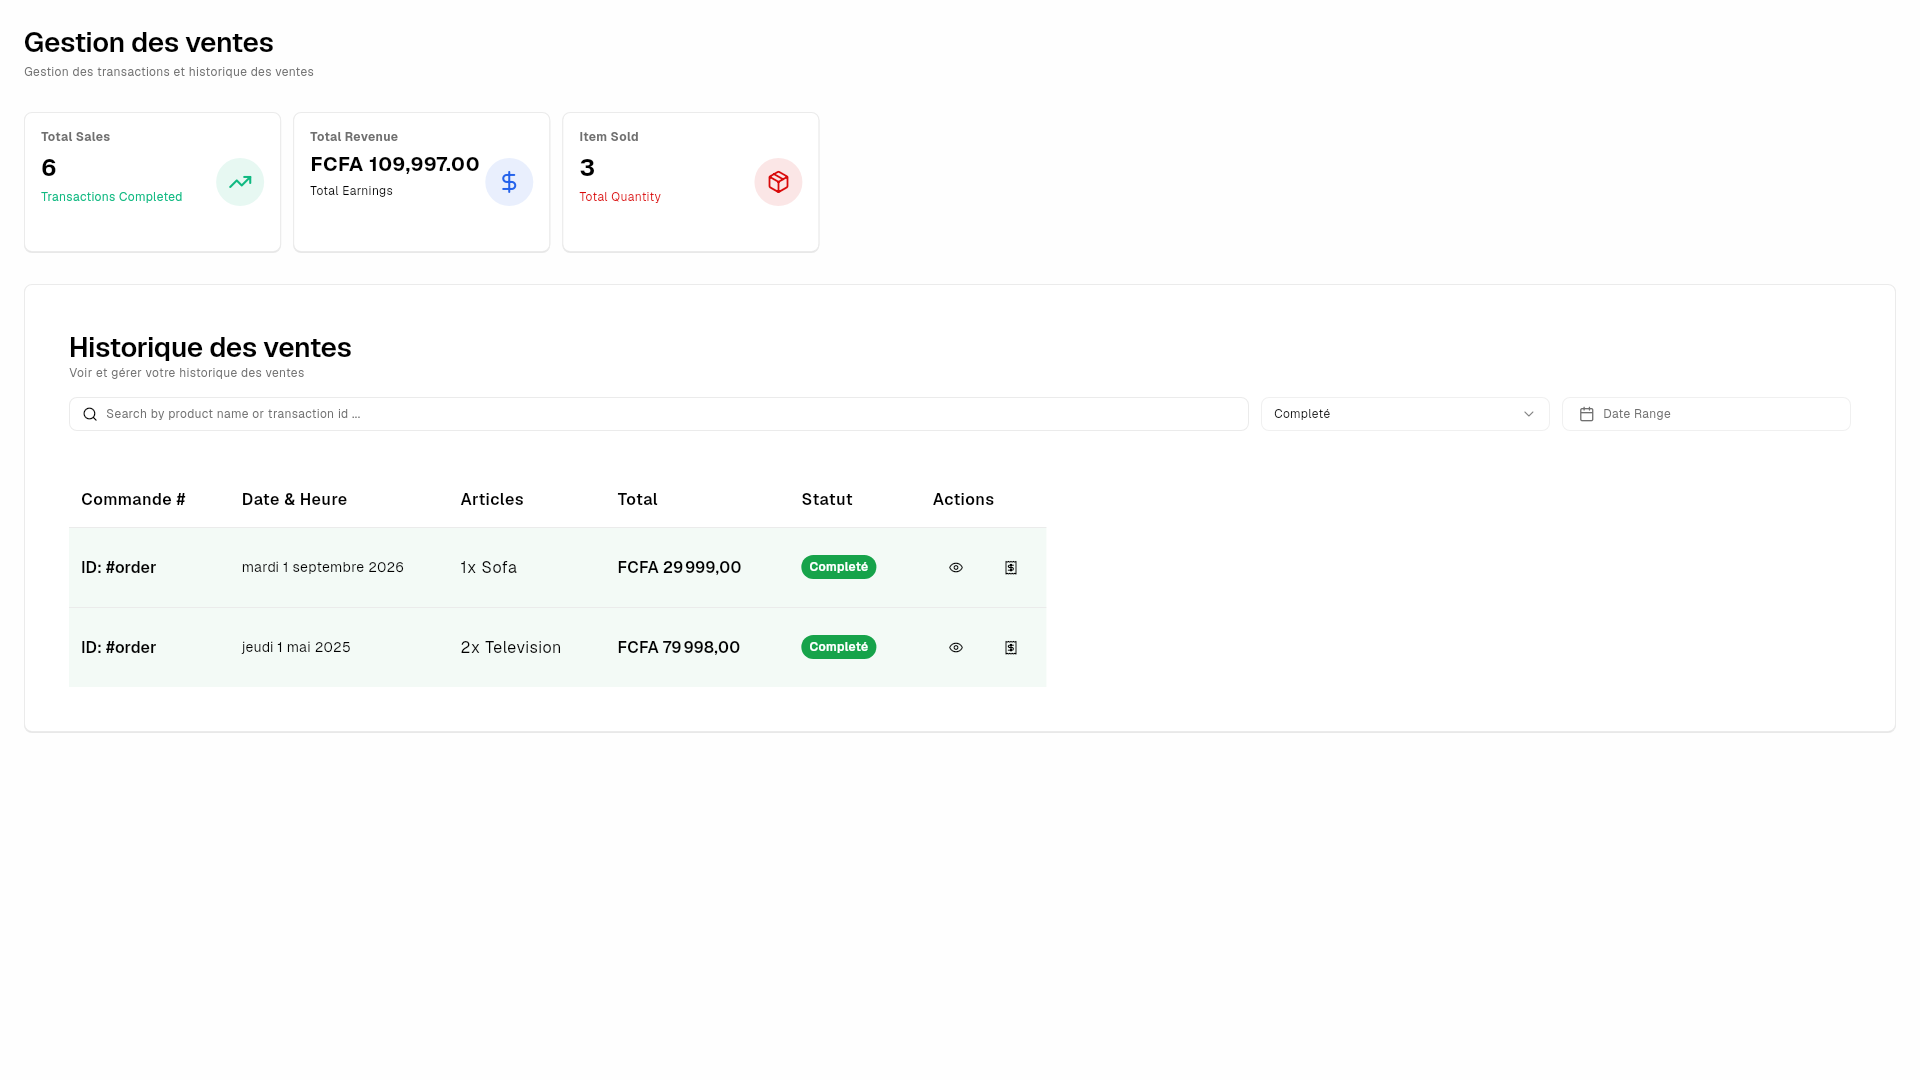 Gestion des ventes
Gestion des transactions et historique des ventes
Total Sales
6
Transactions Completed
Total Revenue
FCFA 109,997.00
Total Earnings
Item Sold
3
Total Quantity
Historique des ventes
Voir et gérer votre historique des ventes
Search by product name or transaction id ...
Completé
Date Range
Commande # Date & Heure Articles Total Statut Actions
ID: #order mardi 1 septembre 2026 1x Sofa FCFA 29 999,00 Completé
ID: #order jeudi 1 mai 2025 2x Television FCFA 79 998,00 Completé